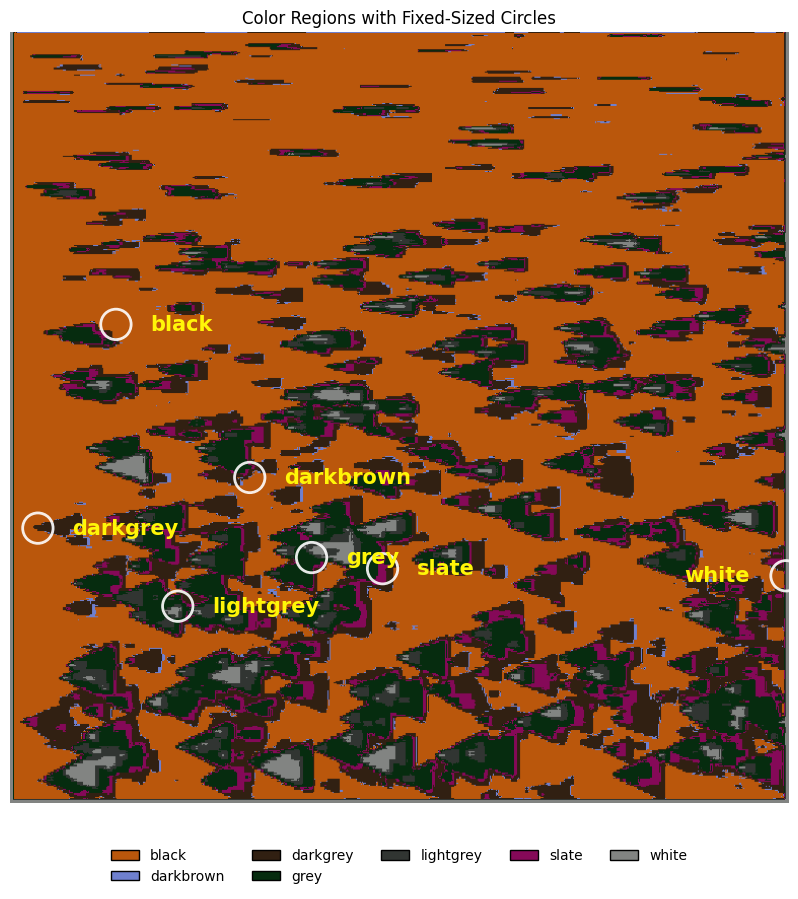 Color Regions with Fixed-Sized Circles
black
darkbrown
darkgrey
grey
slate
white
lightgrey
black darkgrey lightgrey slate white
darkbrown grey